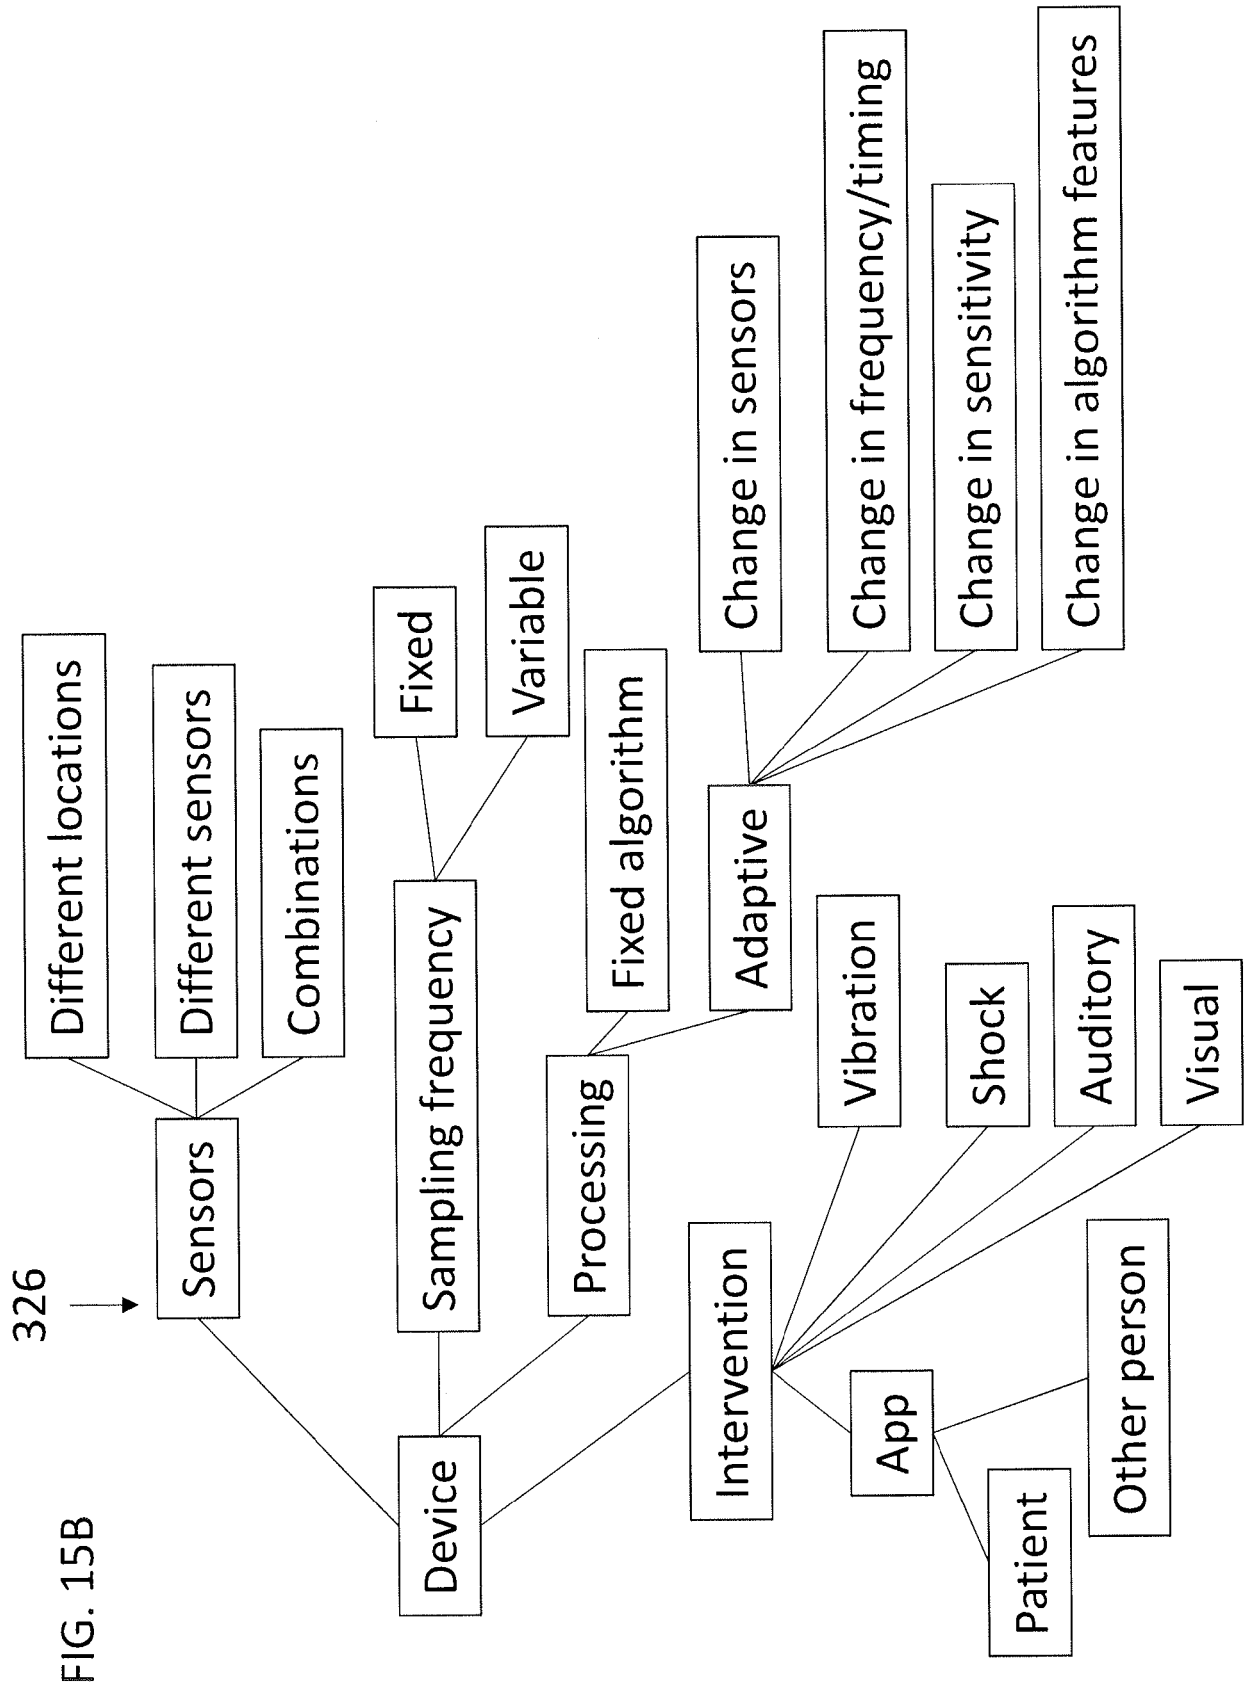 FIG. 15B
326
Device
Sensors
Different locations
Different sensors
Combinations
Sampling frequency
Fixed
Variable
Processing
Fixed algorithm
Adaptive
Change in sensors
Change in frequency/timing
Change in sensitivity
Change in algorithm features
Intervention
Vibration
Shock
Auditory
Visual
App
Patient
Other person